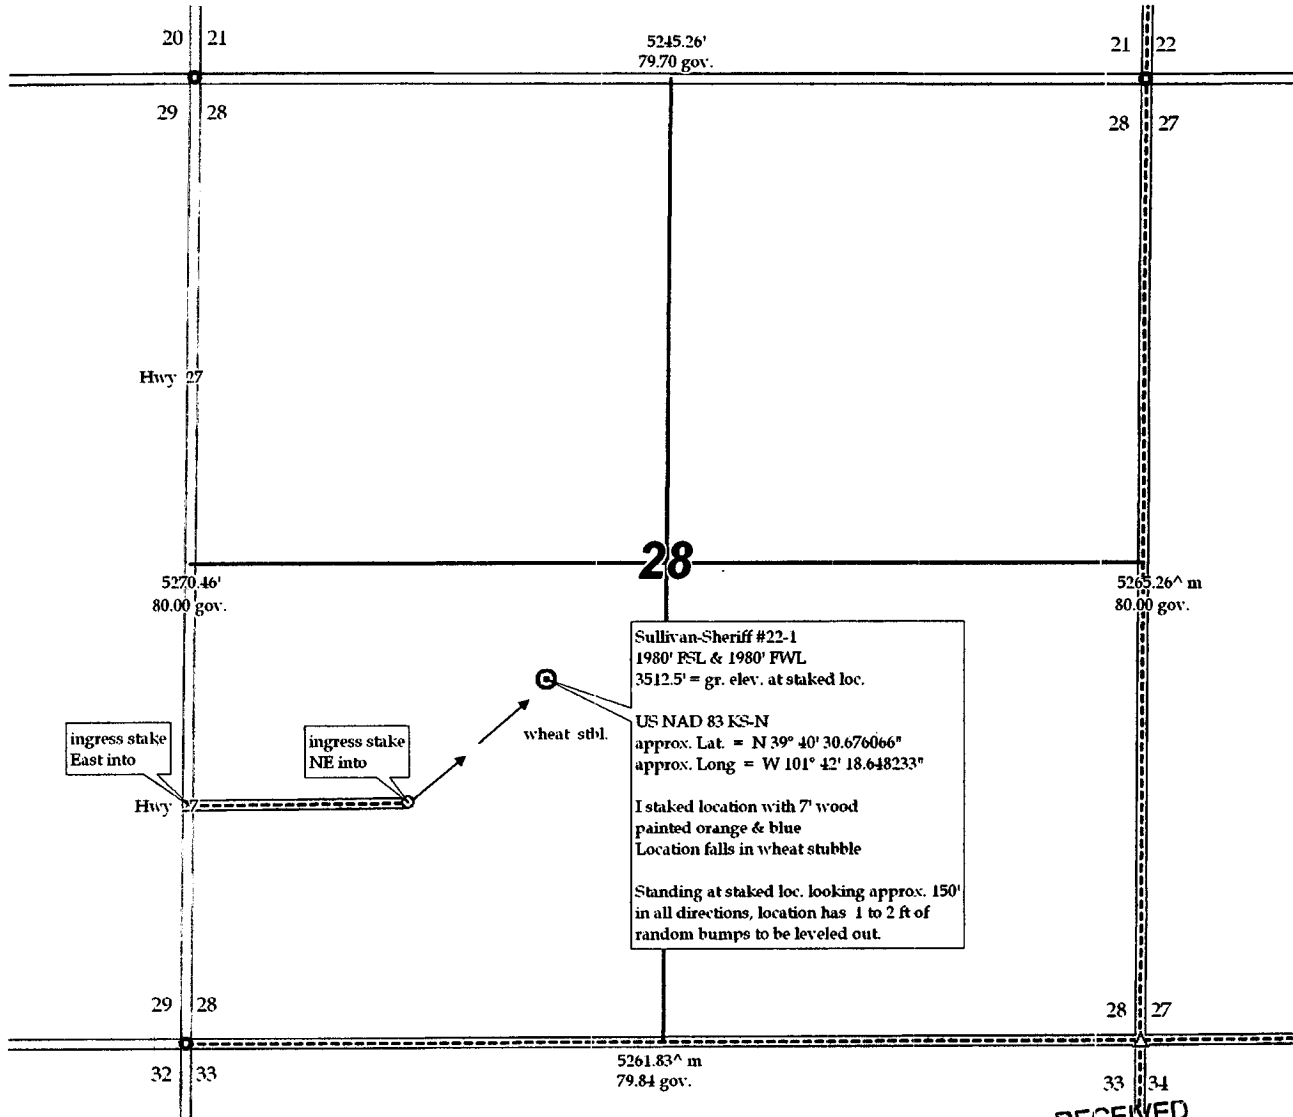 20 21
5245.26'
79.70 gov.
21 22
29 28
28 27
Hwy 27
28
5270.46'
80.00 gov.
5265.26^ m
80.00 gov.
Sullivan-Sheriff #22-1
1980' FSL & 1980' FWL
3512.5' = gr. elev. at staked loc.
US NAD 83 KS-N
approx. Lat. = N 39° 40' 30.676066"
approx. Long = W 101° 42' 18.648233"
I staked location with 7' wood
painted orange & blue
Location falls in wheat stubble
Standing at staked loc. looking approx. 150'
in all directions, location has 1 to 2 ft of
random bumps to be leveled out.
wheat stbl.
ingress stake
East into
ingress stake
NE into
Hwy 27
29 28
28 27
5261.83^ m
79.84 gov.
32 33
33 34
RECEIVED